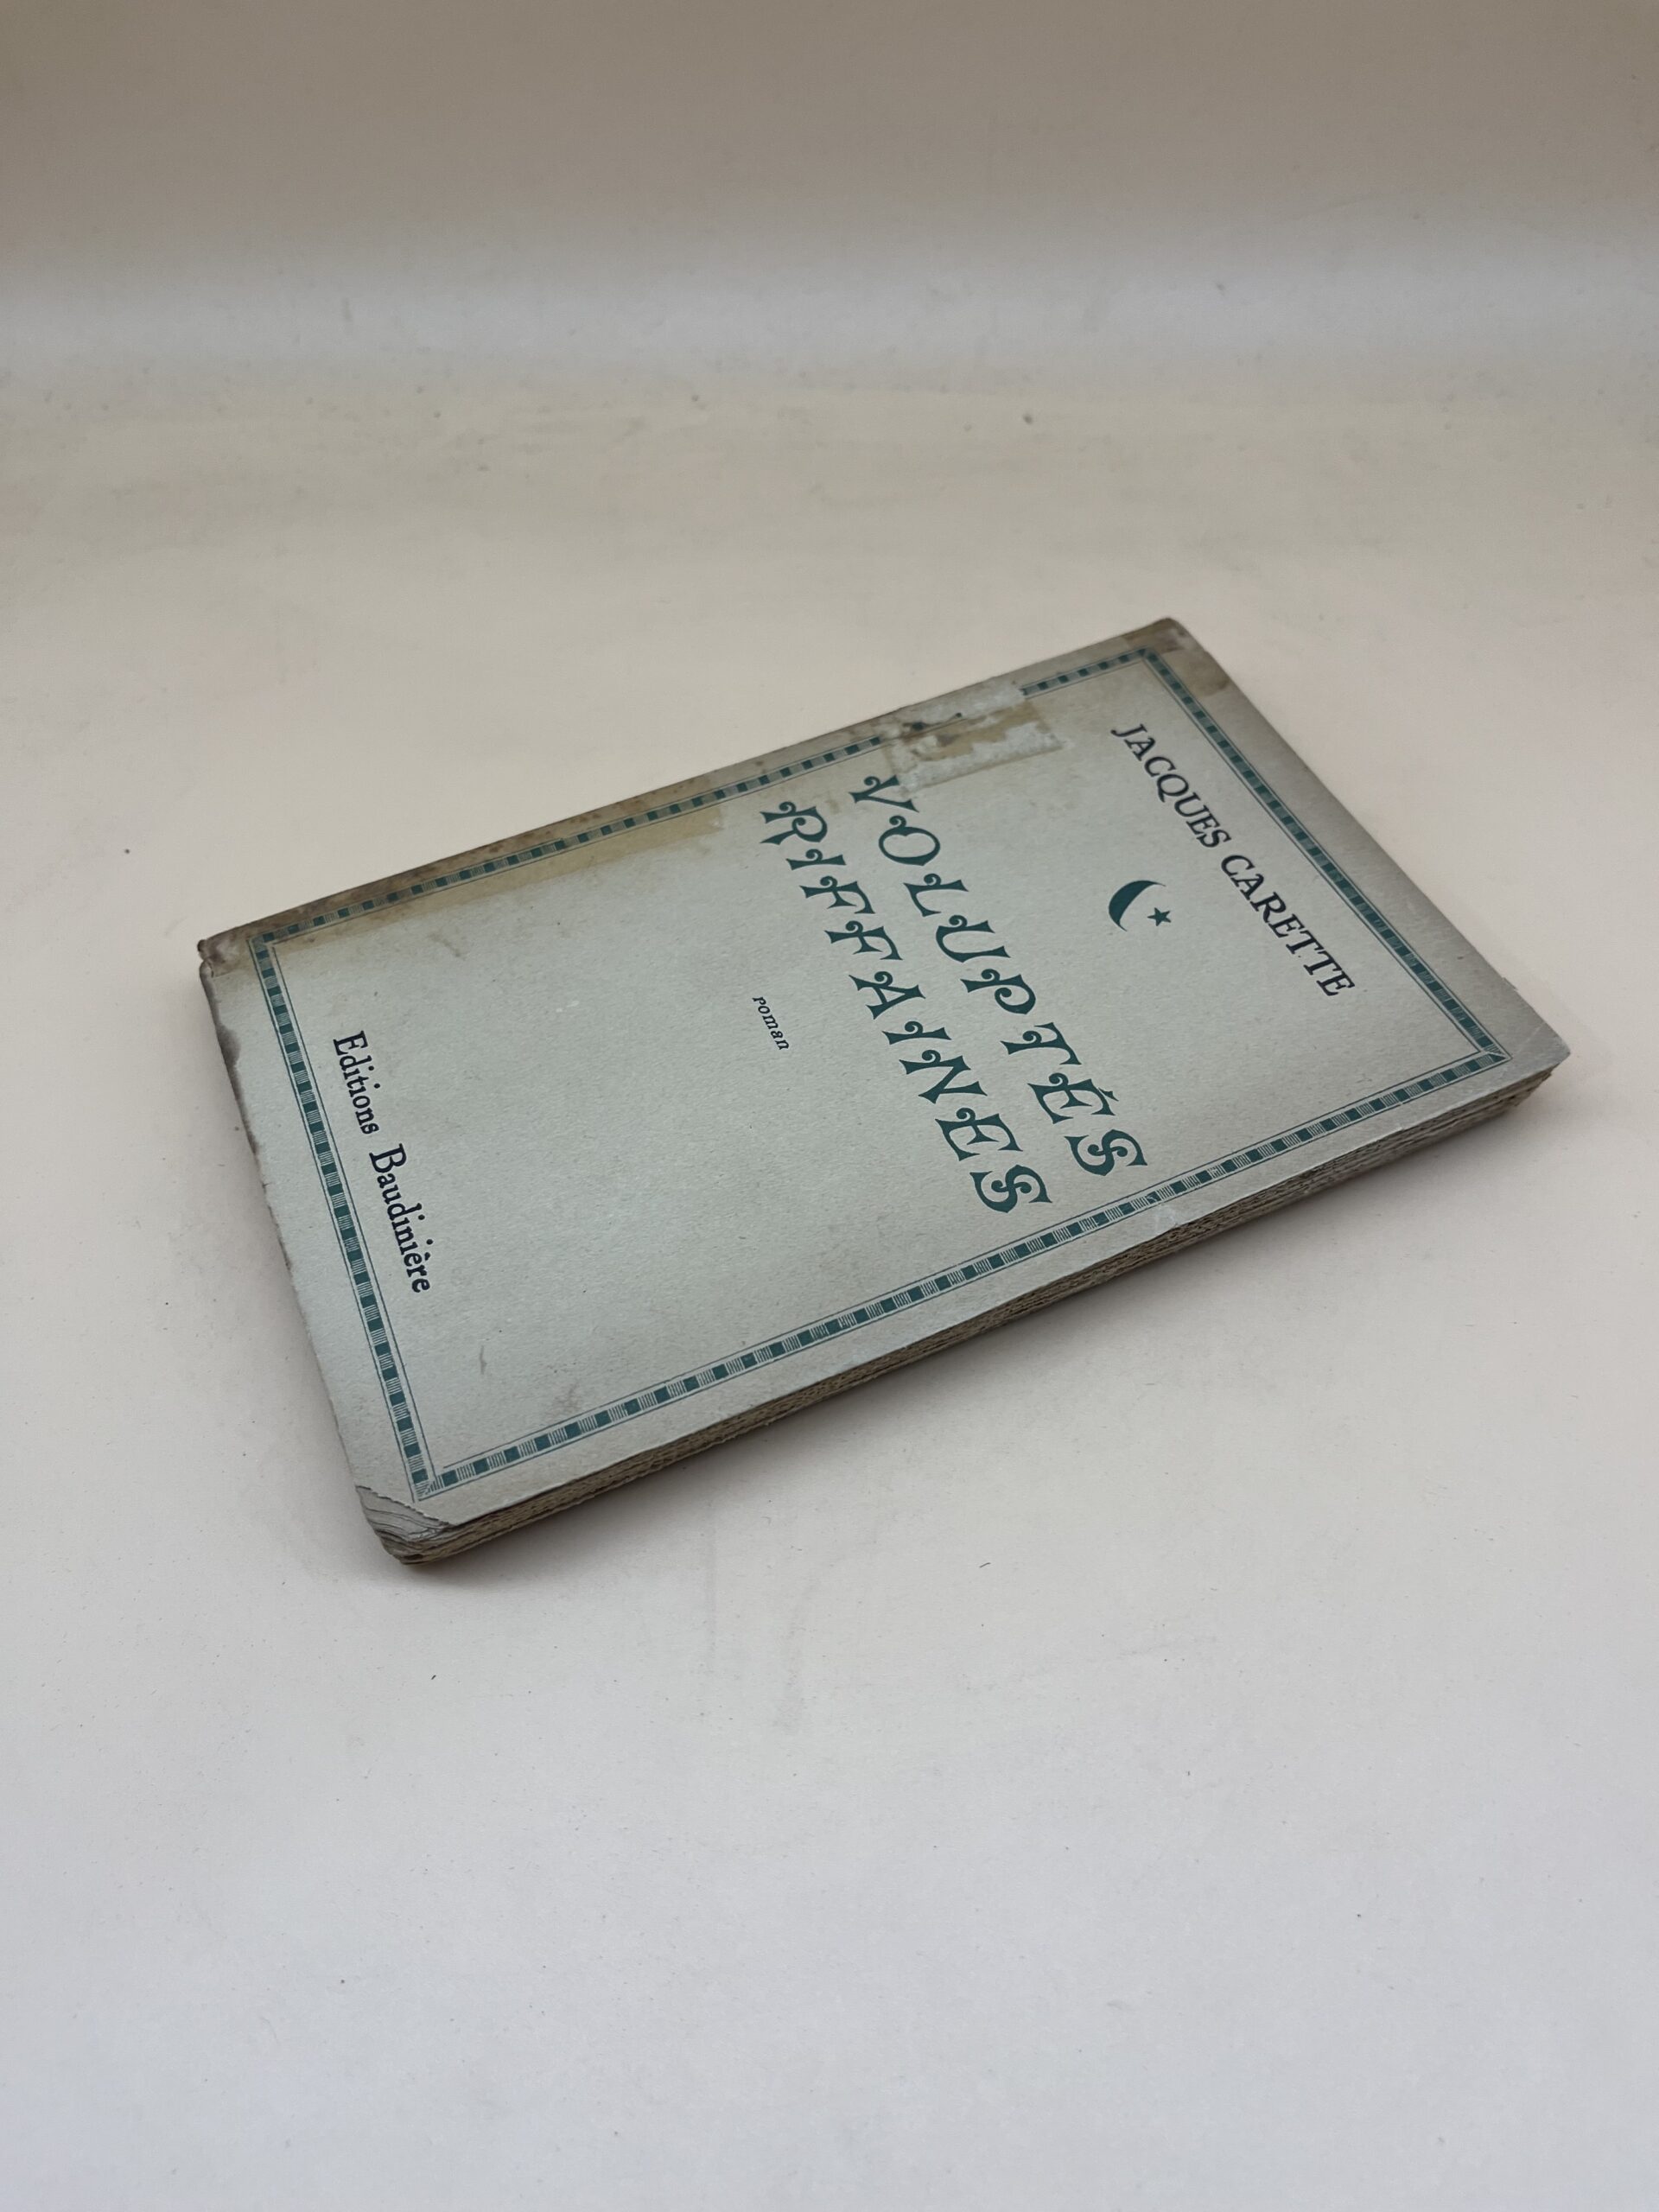 JACQUES CARETTE
VOLUPTÉS
RIFFAINES
roman
Editions Baudinière